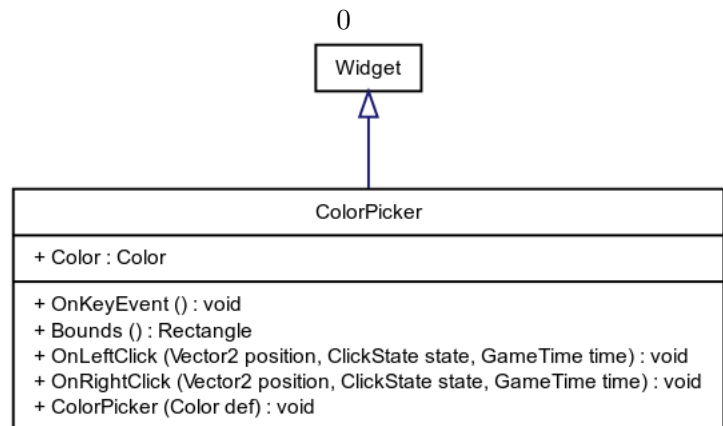 0
Widget
ColorPicker
+ Color : Color
+ OnKeyEvent () : void
+ Bounds () : Rectangle
+ OnLeftClick (Vector2 position, ClickState state, GameTime time) : void
+ OnRightClick (Vector2 position, ClickState state, GameTime time) : void
+ ColorPicker (Color def) : void